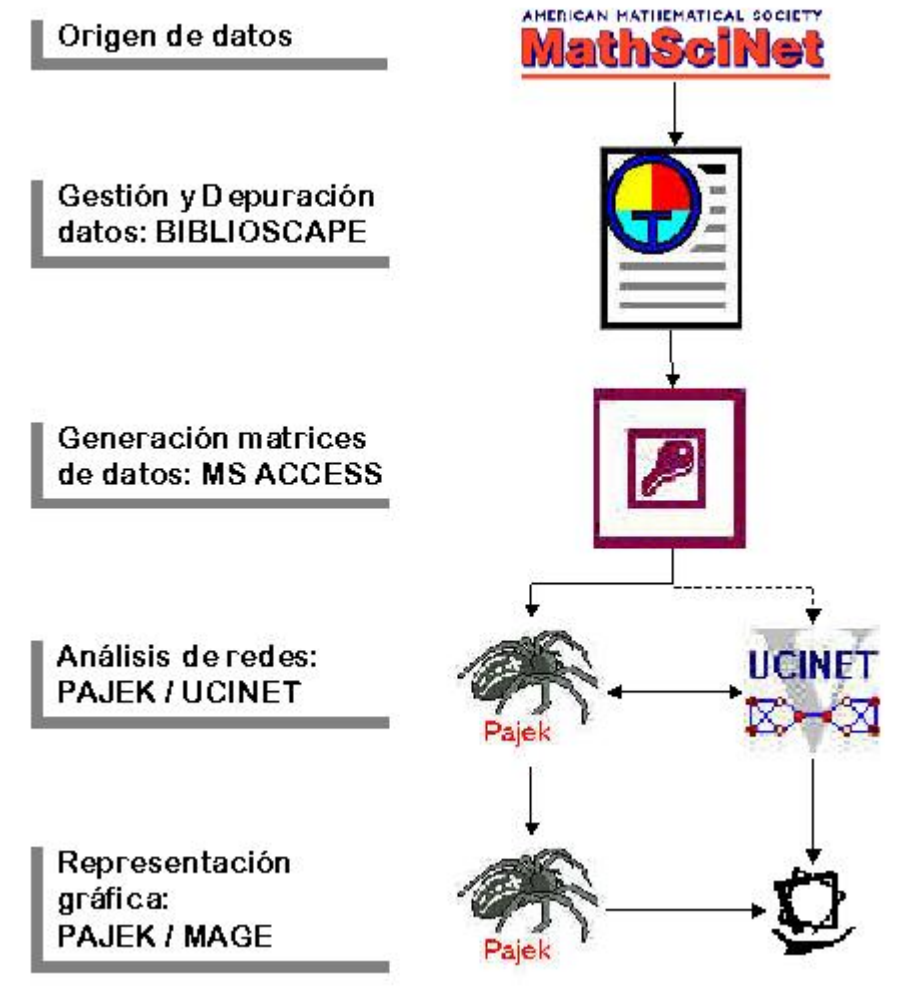 Origen de datos
AMERICAN MATHEMATICAL SOCIETY
MathSciNet
Gestión y Depuración
datos: BIBLIOSCAPE
Generación matrices
de datos: MS ACCESS
Análisis de redes:
PAJEK / UCINET
Pajek
UCINET
Representación
gráfica:
PAJEK / MAGE
Pajek